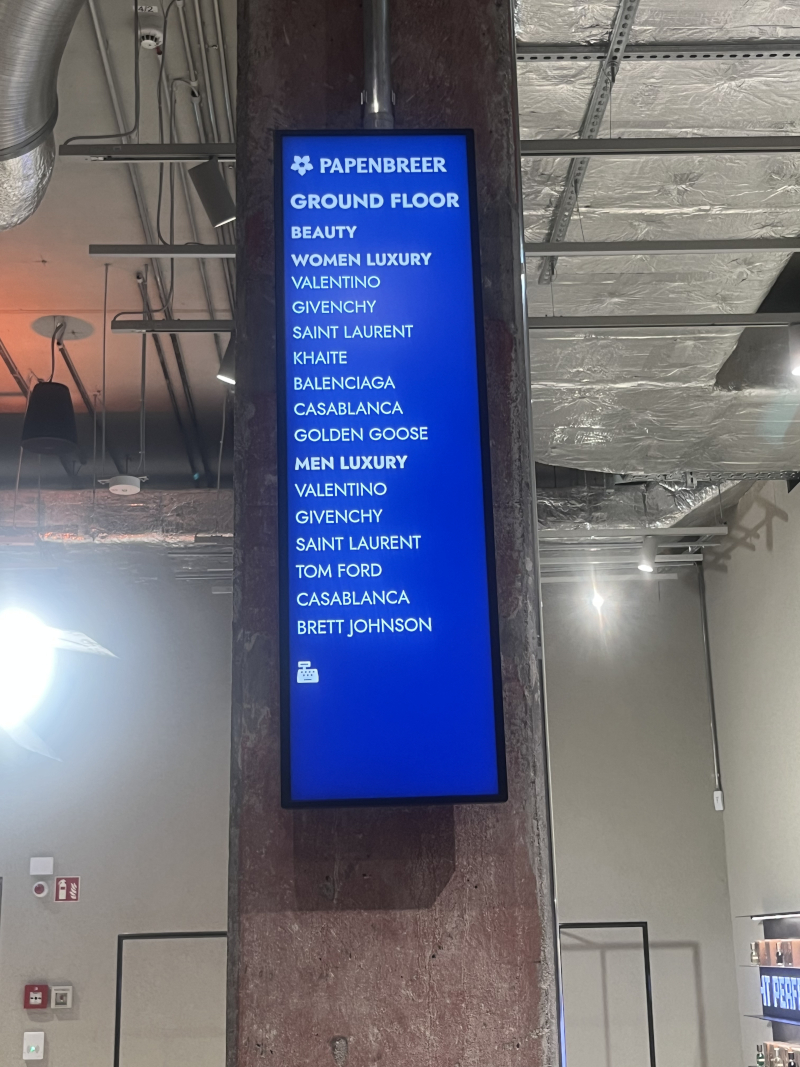 PAPENBREER
GROUND FLOOR
BEAUTY
WOMEN LUXURY
VALENTINO
GIVENCHY
SAINT LAURENT
KHAITE
BALENCIAGA
CASABLANCA
GOLDEN GOOSE
MEN LUXURY
VALENTINO
GIVENCHY
SAINT LAURENT
TOM FORD
CASABLANCA
BRETT JOHNSON